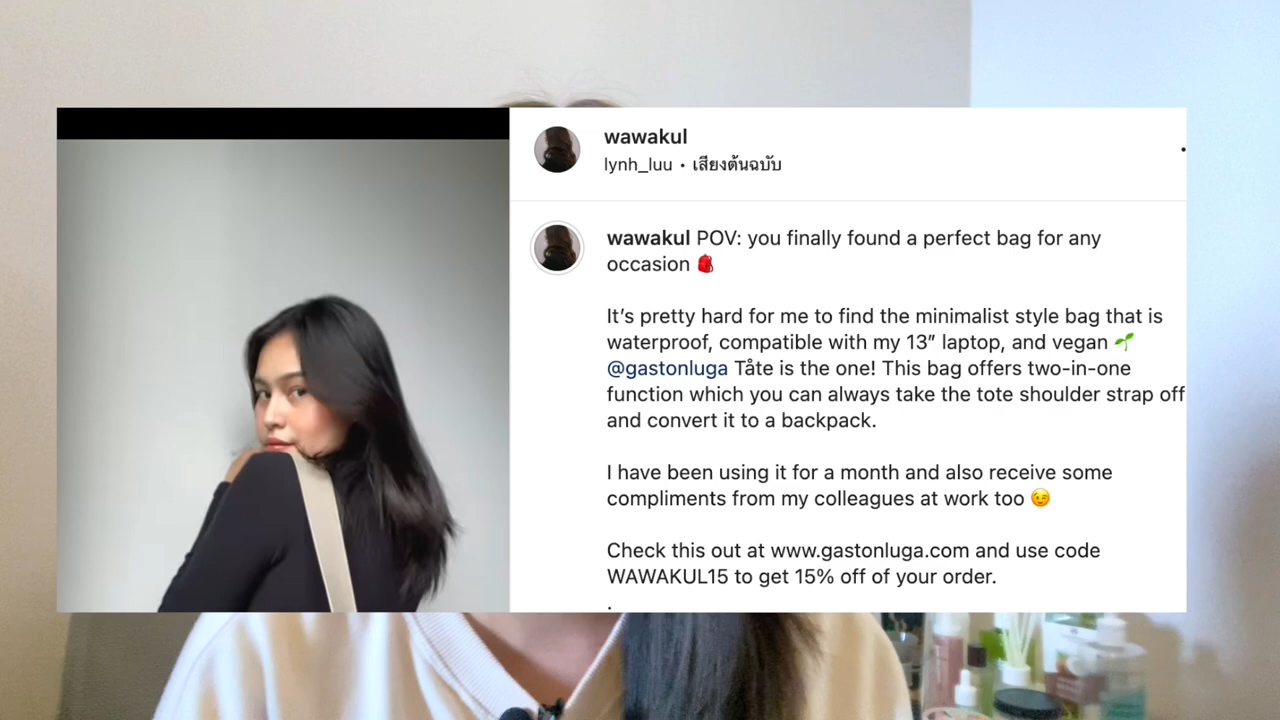 wawakul
lynh_luu • เสียงต้นฉบับ
wawakul POV: you finally found a perfect bag for any
occasion 🎒
It’s pretty hard for me to find the minimalist style bag that is
waterproof, compatible with my 13” laptop, and vegan 🌱
@gastonluga Tåte is the one! This bag offers two-in-one
function which you can always take the tote shoulder strap off
and convert it to a backpack.
I have been using it for a month and also receive some
compliments from my colleagues at work too 😉
Check this out at www.gastonluga.com and use code
WAWAKUL15 to get 15% off of your order.
.